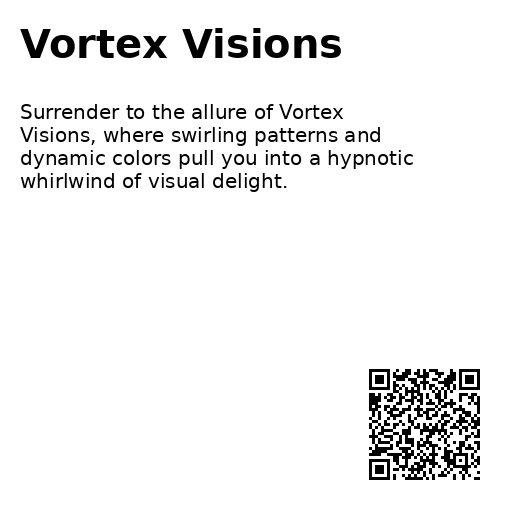 Vortex Visions
Surrender to the allure of Vortex
Visions, where swirling patterns and
dynamic colors pull you into a hypnotic
whirlwind of visual delight.